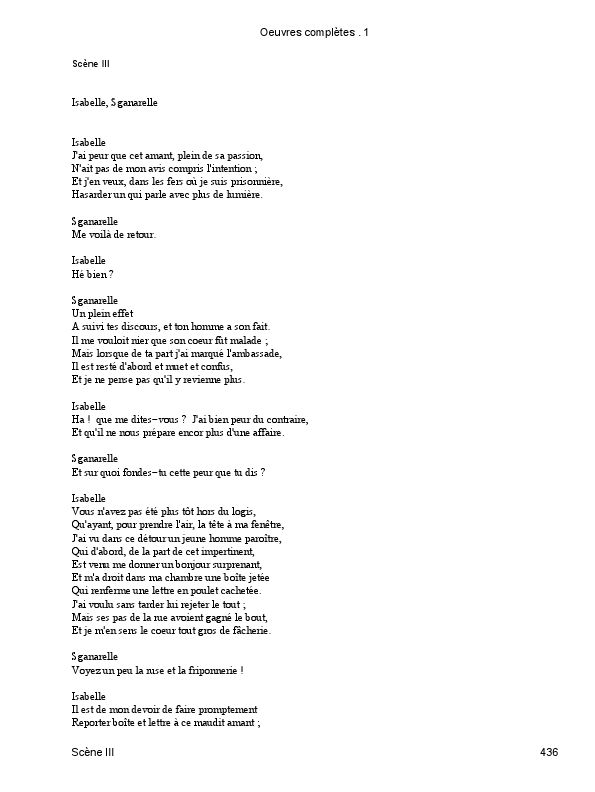 Oeuvres complètes . 1
Scène III
Isabelle, Sganarelle
Isabelle
J'ai peur que cet amant, plein de sa passion,
N'ait pas de mon avis compris l'intention ;
Et j'en veux, dans les fers où je suis prisonnière,
Hasarder un qui parle avec plus de lumière.
Sganarelle
Me voilà de retour.
Isabelle
Hé bien ?
Sganarelle
Un plein effet
A suivi tes discours, et ton homme a son fait.
Il me vouloit nier que son coeur fût malade ;
Mais lorsque de ta part j'ai marqué l'ambassade,
Il est resté d'abord et muet et confus,
Et je ne pense pas qu'il y revienne plus.
Isabelle
Ha ! que me dites−vous ? J'ai bien peur du contraire,
Et qu'il ne nous prépare encor plus d'une affaire.
Sganarelle
Et sur quoi fondes−tu cette peur que tu dis ?
Isabelle
Vous n'avez pas été plus tôt hors du logis,
Qu'ayant, pour prendre l'air, la tête à ma fenêtre,
J'ai vu dans ce détour un jeune homme paroître,
Qui d'abord, de la part de cet impertinent,
Est venu me donner un bonjour surprenant,
Et m'a droit dans ma chambre une boîte jetée
Qui renferme une lettre en poulet cachetée.
J'ai voulu sans tarder lui rejeter le tout ;
Mais ses pas de la rue avoient gagné le bout,
Et je m'en sens le coeur tout gros de fâcherie.
Sganarelle
Voyez un peu la ruse et la friponnerie !
Isabelle
Il est de mon devoir de faire promptement
Reporter boîte et lettre à ce maudit amant ;
Scène III 436